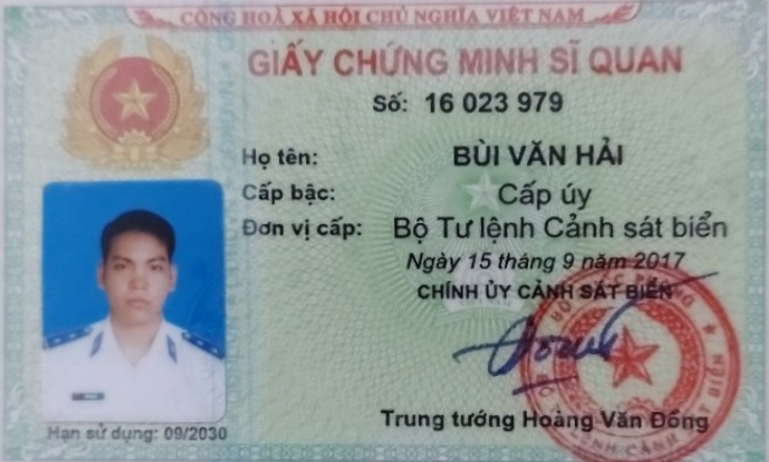 CỘNG HOÀ XÃ HỘI CHỦ NGHĨA VIỆT NAM
GIẤY CHỨNG MINH SĨ QUAN
Số: 16 023 979
Họ tên: BÙI VĂN HẢI
Cấp bậc: Cấp úy
Đơn vị cấp: Bộ Tư lệnh Cảnh sát biển
Ngày 15 tháng 9 năm 2017
CHÍNH ỦY CẢNH SÁT BIỂN
Trung tướng Hoàng Văn Đồng
Hạn sử dụng: 09/2030